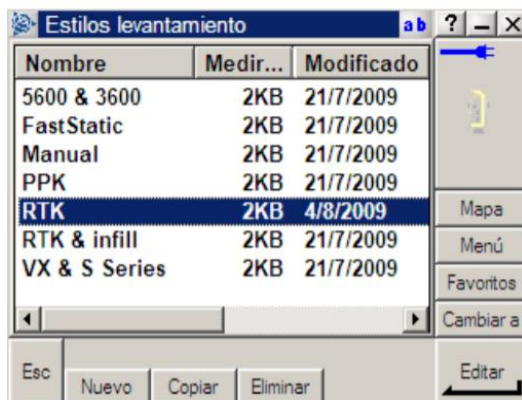 Estilos levantamiento ab ? – X
Nombre Medir... Modificado
5600 & 3600 2KB 21/7/2009
FastStatic 2KB 21/7/2009
Manual 2KB 21/7/2009
PPK 2KB 21/7/2009
RTK 2KB 4/8/2009
RTK & infill 2KB 21/7/2009
VX & S Series 2KB 21/7/2009
Mapa
Menú
Favoritos
Cambiar a
Esc Nuevo Copiar Eliminar Editar